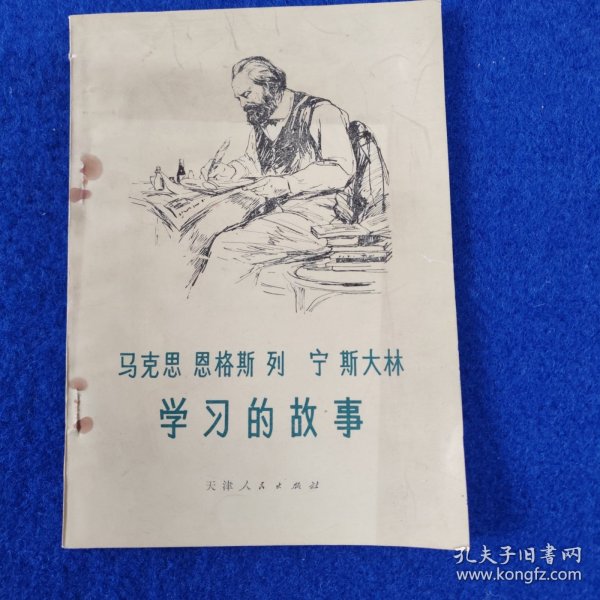 马克思 恩格斯 列 宁 斯大林
学习的故事
天津人民出版社
孔夫子旧书网
www.kongfz.com